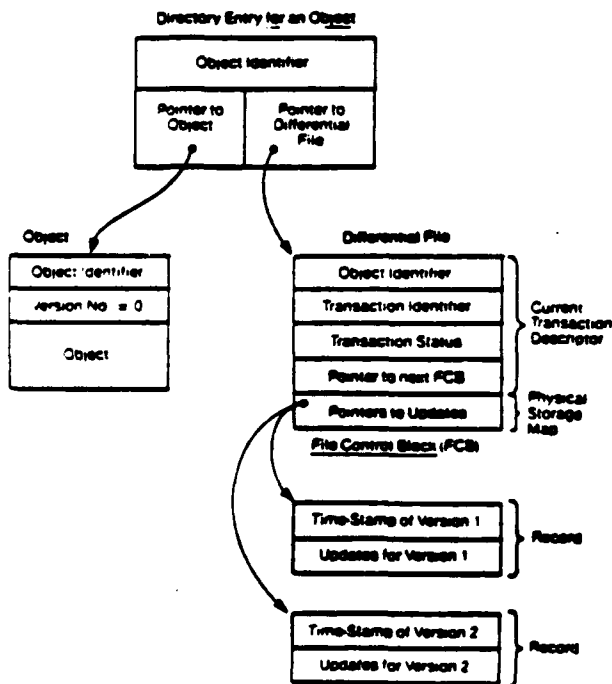 Directory Entry for an Object
Object Identifier
Pointer to
Object
Pointer to
Differential
File
Object
Object Identifier
Version No. = 0
Object
Differential File
Object Identifier
Transaction Identifier
Transaction Status
Pointer to next FCB
Pointers to Updates
File Control Block (FCB)
Current
Transaction
Descriptor
Physical
Storage
Map
Time-Stamp of Version 1
Updates for Version 1
Record
Time-Stamp of Version 2
Updates for Version 2
Record